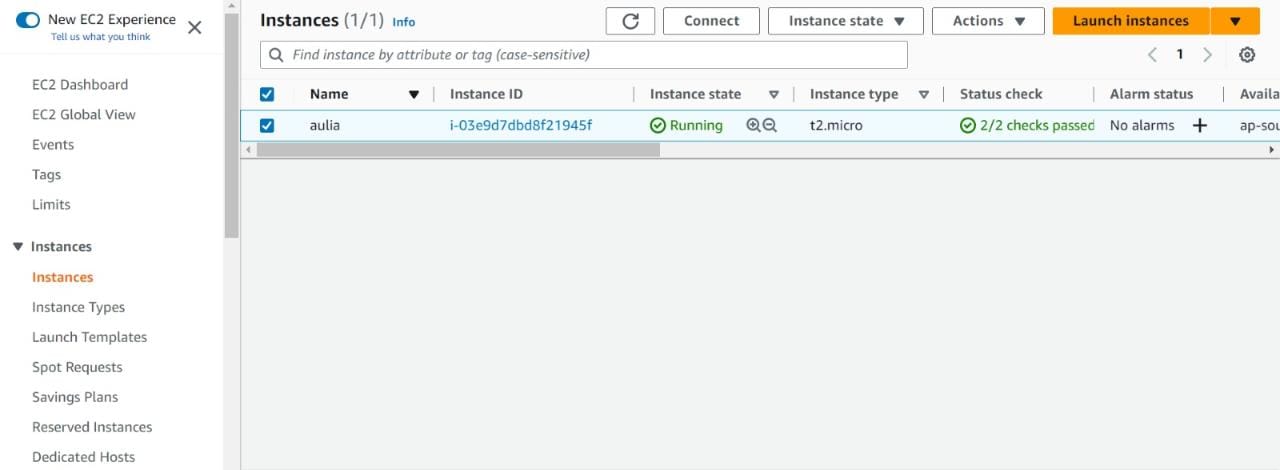 New EC2 Experience
Tell us what you think
EC2 Dashboard
EC2 Global View
Events
Tags
Limits
Instances
Instances
Instance Types
Launch Templates
Spot Requests
Savings Plans
Reserved Instances
Dedicated Hosts
Instances (1/1) Info
Connect
Instance state
Actions
Launch instances
Find instance by attribute or tag (case-sensitive)
1
Name Instance ID Instance state Instance type Status check Alarm status Availa
aulia i-03e9d7dbd8f21945f Running t2.micro 2/2 checks passed No alarms + ap-sou